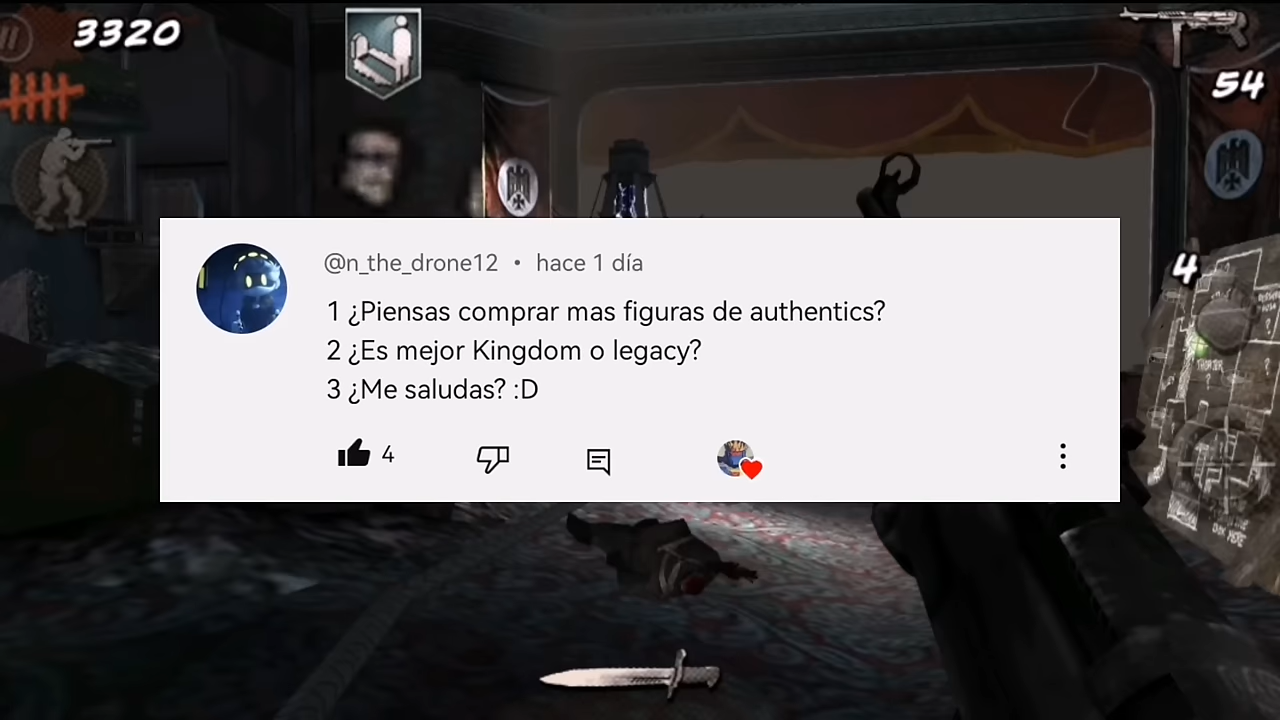 3320
54
4
@n_the_drone12 • hace 1 día
1 ¿Piensas comprar mas figuras de authentics?
2 ¿Es mejor Kingdom o legacy?
3 ¿Me saludas? :D
4